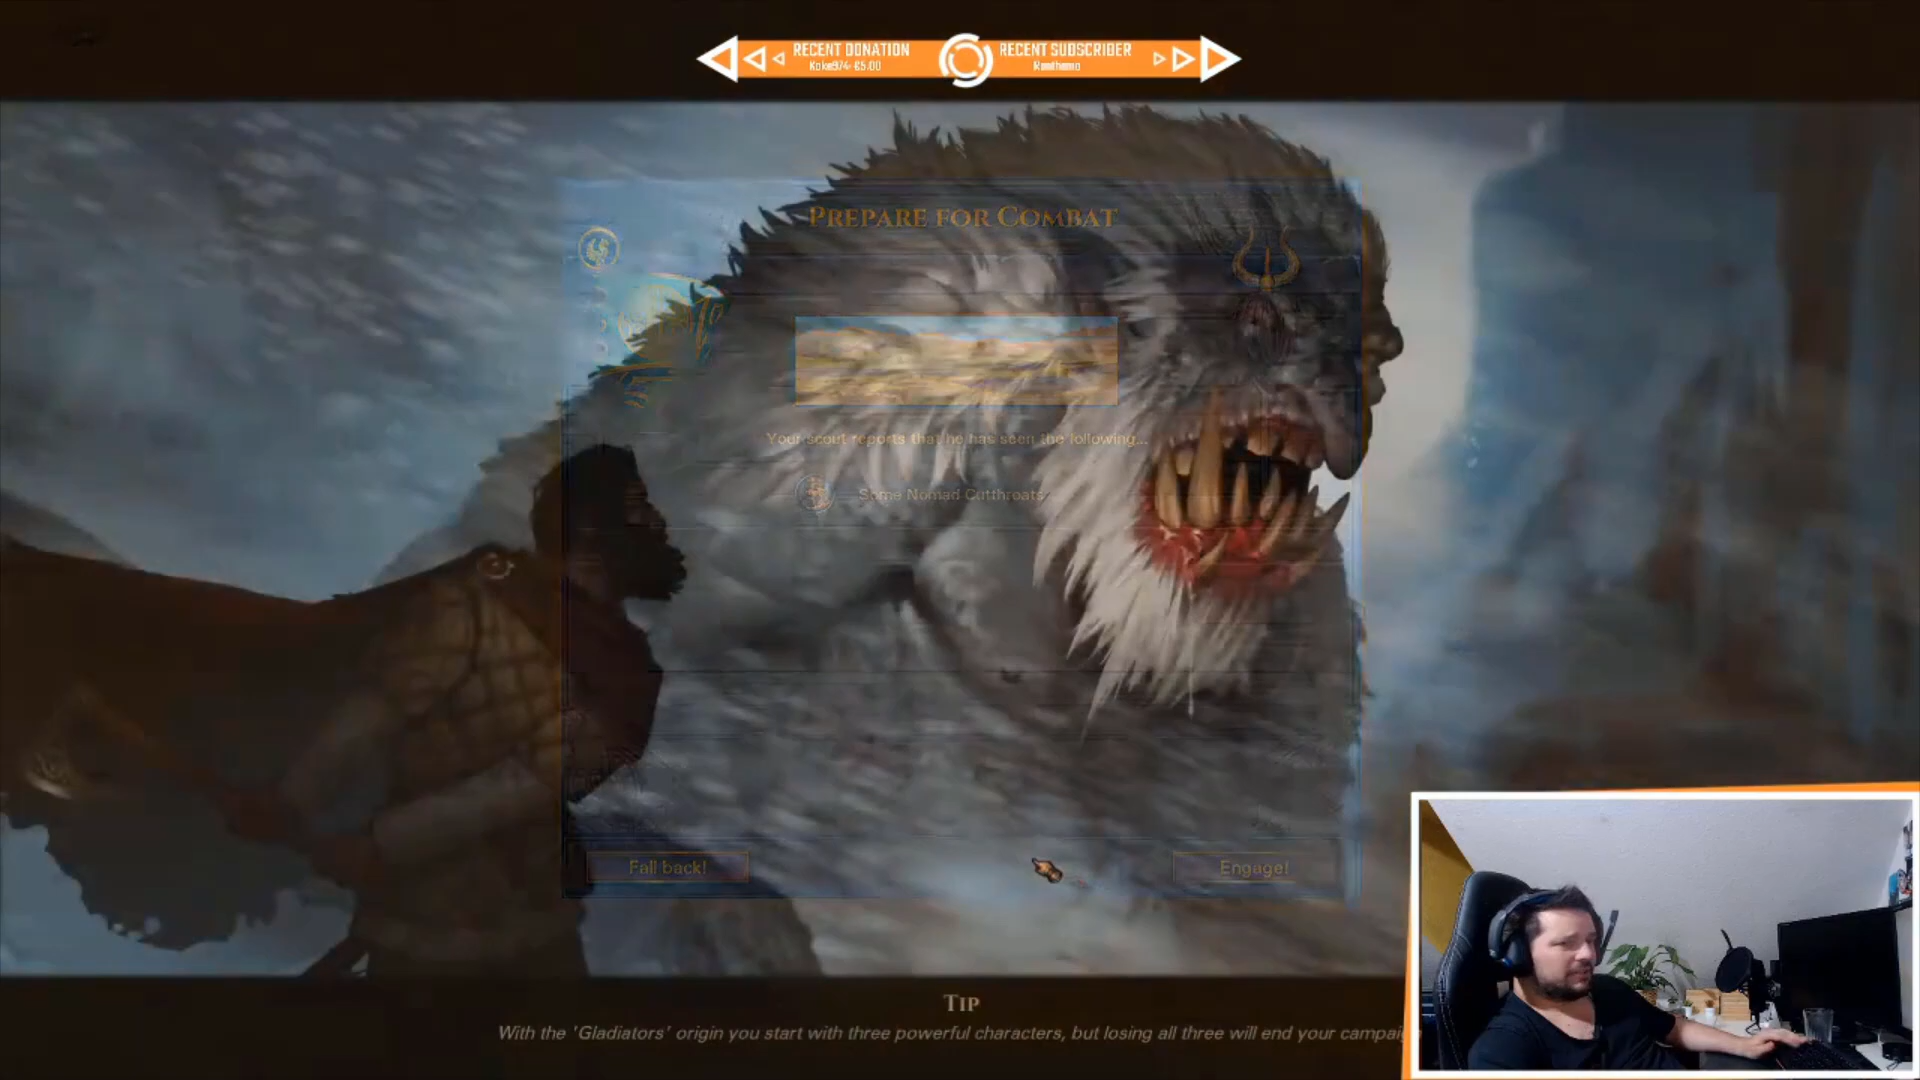 RECENT DONATION
RECENT SUBSCRIBER
PREPARE FOR COMBAT
Your scout reports that he has seen the following...
Some Nomad Cutthroats
Fall back!
Engage!
TIP
With the 'Gladiators' origin you start with three powerful characters, but losing all three will end your